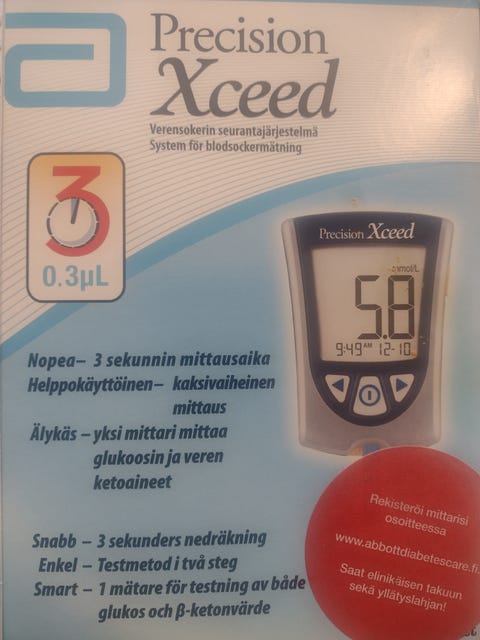 Precision
Xceed
Verensokerin seurantajärjestelmä
System för blodsockermätning
3
0.3µL
Precision Xceed
mmol/L
5.8
9:49 AM 12-10
Nopea– 3 sekunnin mittausaika
Helppokäyttöinen– kaksivaiheinen
mittaus
Älykäs – yksi mittari mittaa
glukoosin ja veren
ketoaineet
Snabb – 3 sekunders nedräkning
Enkel – Testmetod i två steg
Smart – 1 mätare för testning av både
glukos och β-ketonvärde
Rekisteröi mittarisi
osoitteessa
www.abbottdiabetescare.fi.
Saat elinikäisen takuun
sekä yllätyslahjan!